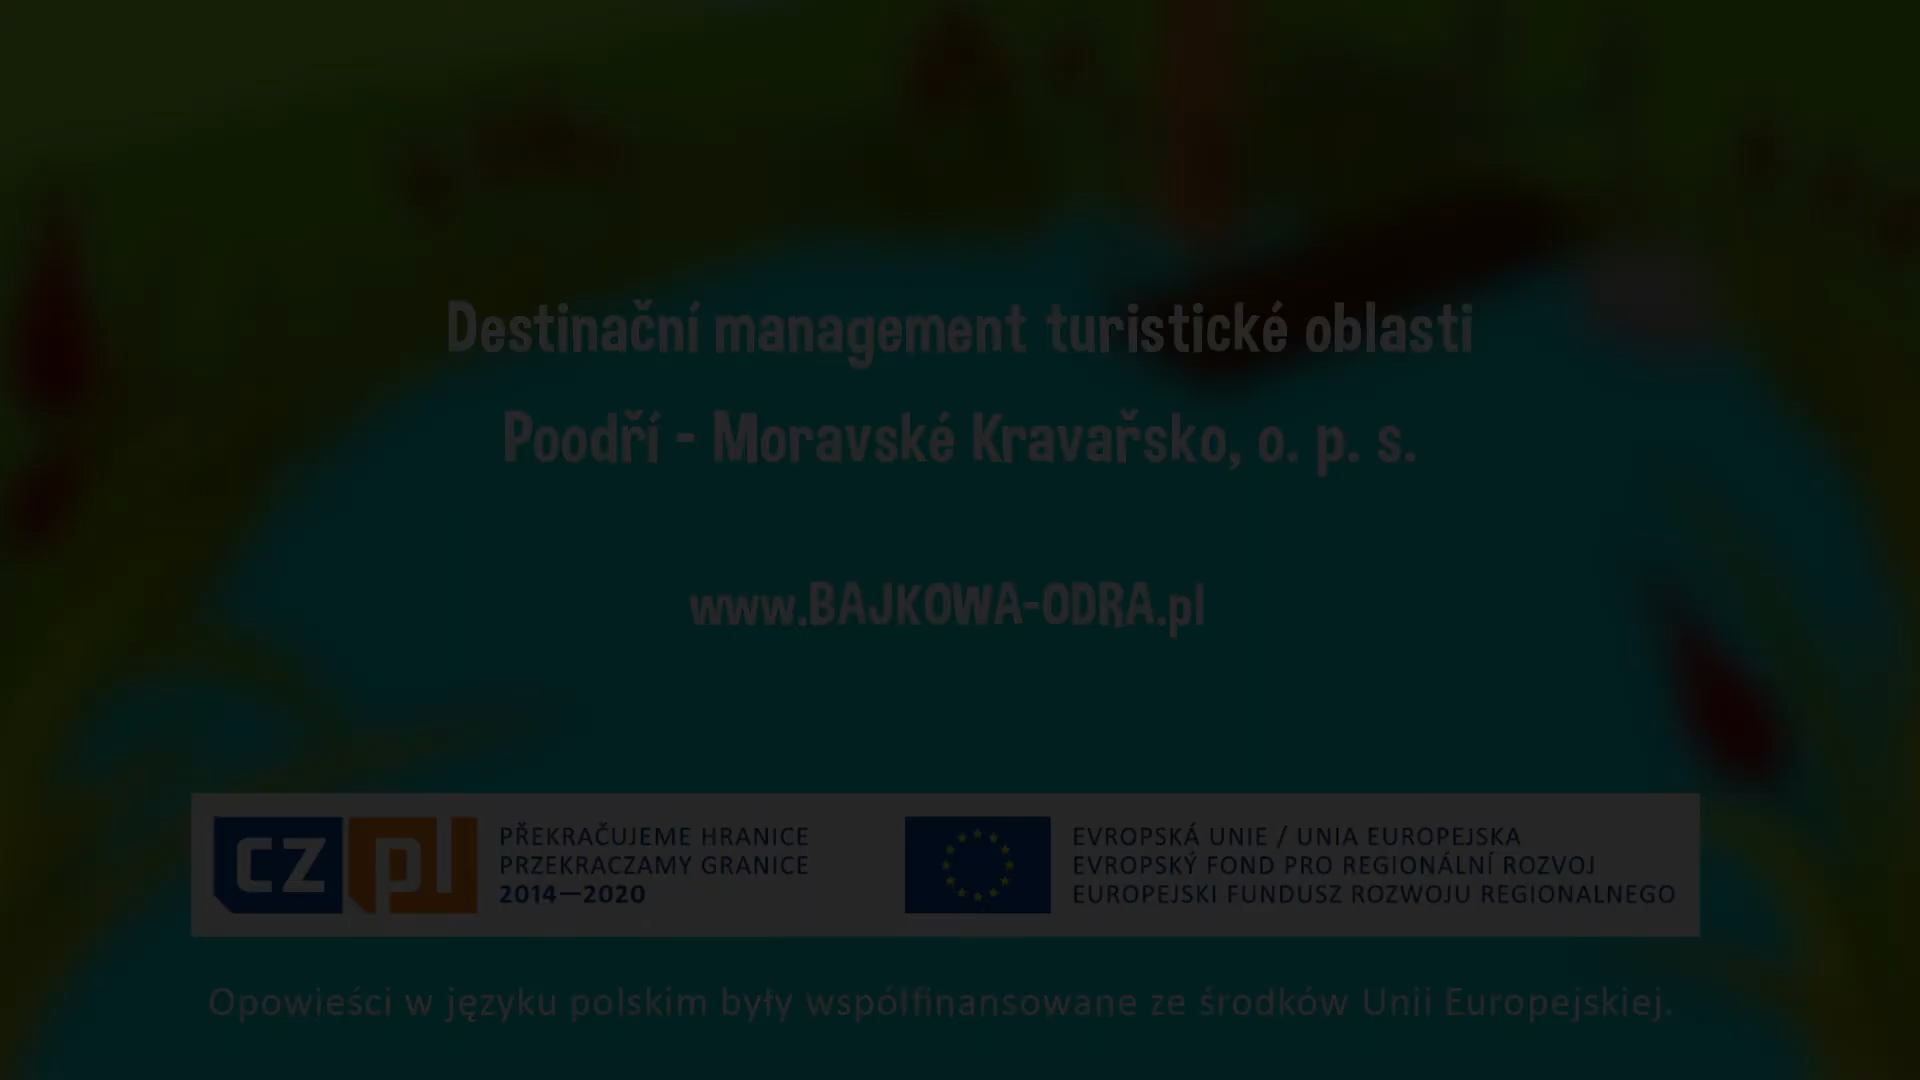 Destinační management turistické oblasti
Poodří - Moravské Kravařsko, o. p. s.
www.BAJKOWA-ODRA.pl
cz pl
PŘEKRAČUJEME HRANICE
PRZEKRACZAMY GRANICE
2014—2020
EVROPSKÁ UNIE / UNIA EUROPEJSKA
EVROPSKÝ FOND PRO REGIONÁLNÍ ROZVOJ
EUROPEJSKI FUNDUSZ ROZWOJU REGIONALNEGO
Opowieści w języku polskim były współfinansowane ze środków Unii Europejskiej.